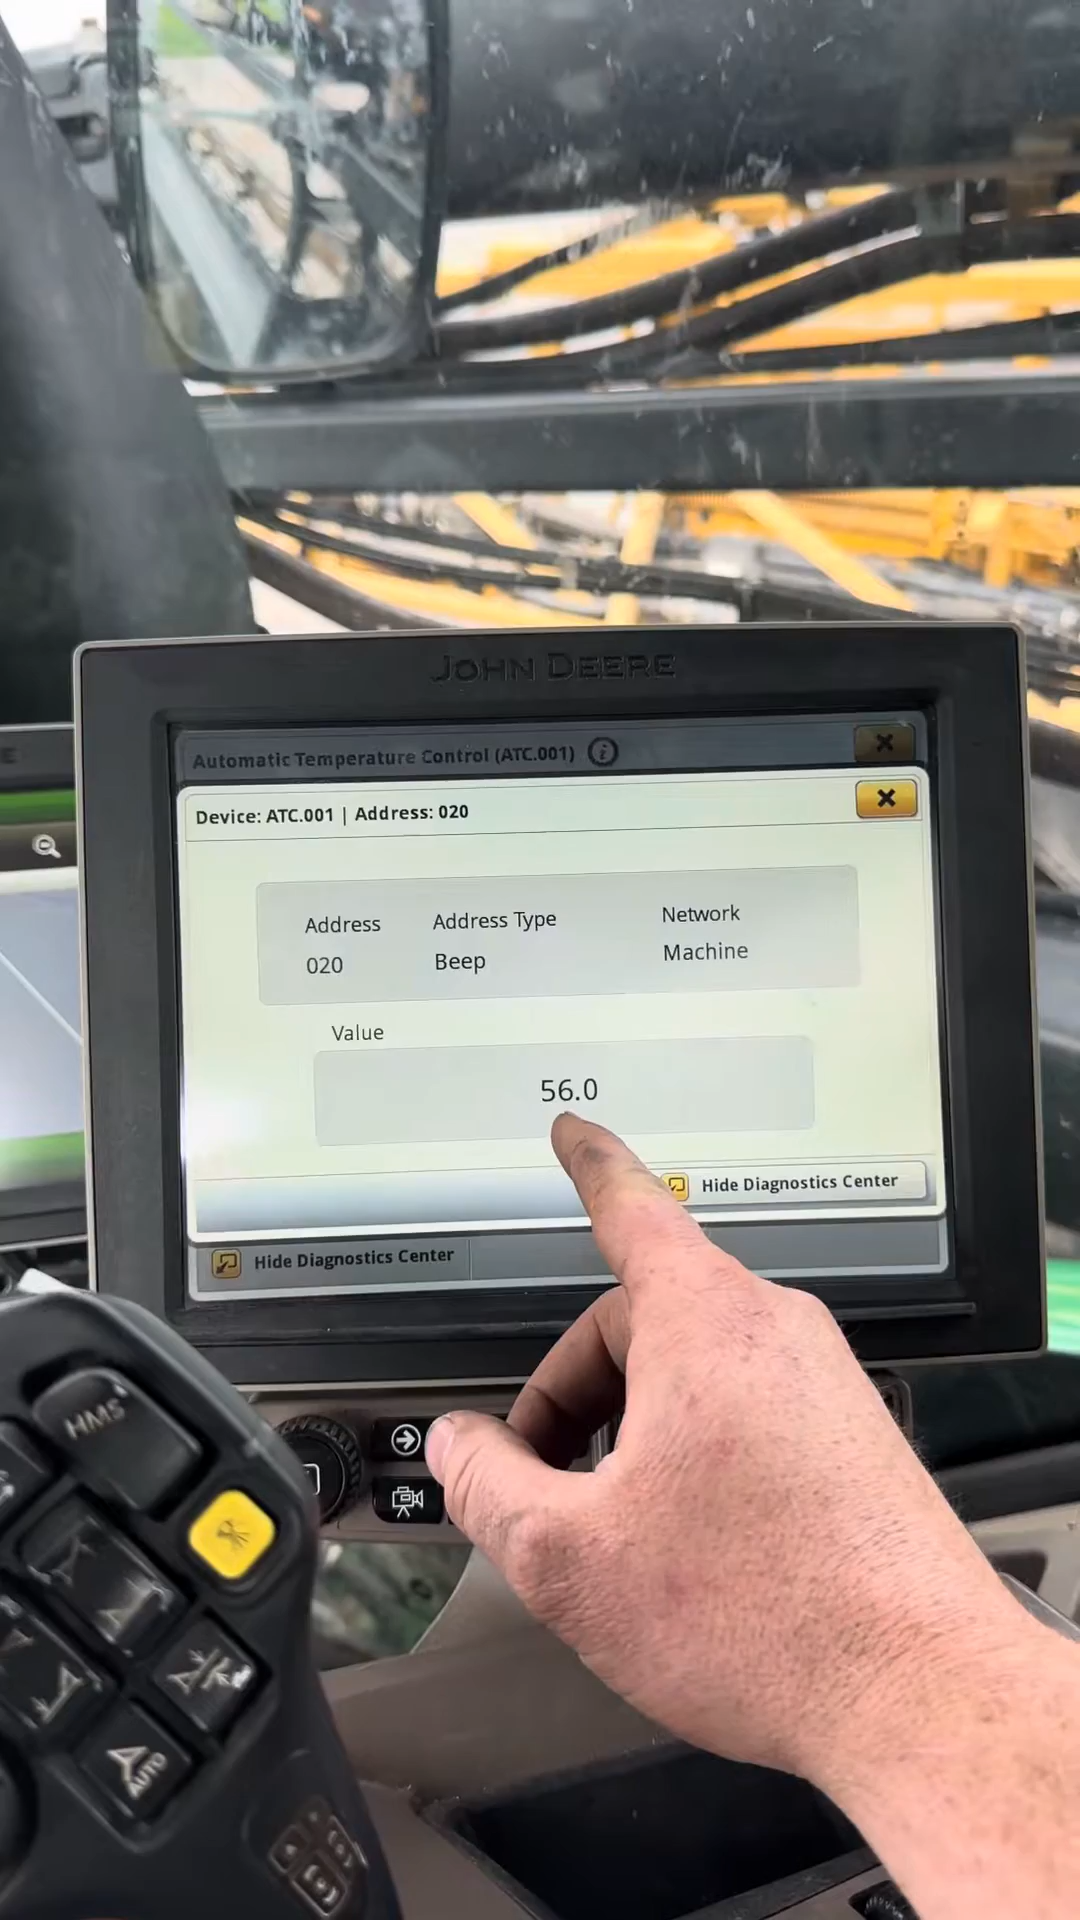 JOHN DEERE
Automatic Temperature Control (ATC.001)
Device: ATC.001 | Address: 020
Address Address Type Network
020 Beep Machine
Value
56.0
Hide Diagnostics Center
Hide Diagnostics Center
HMS
AUTO